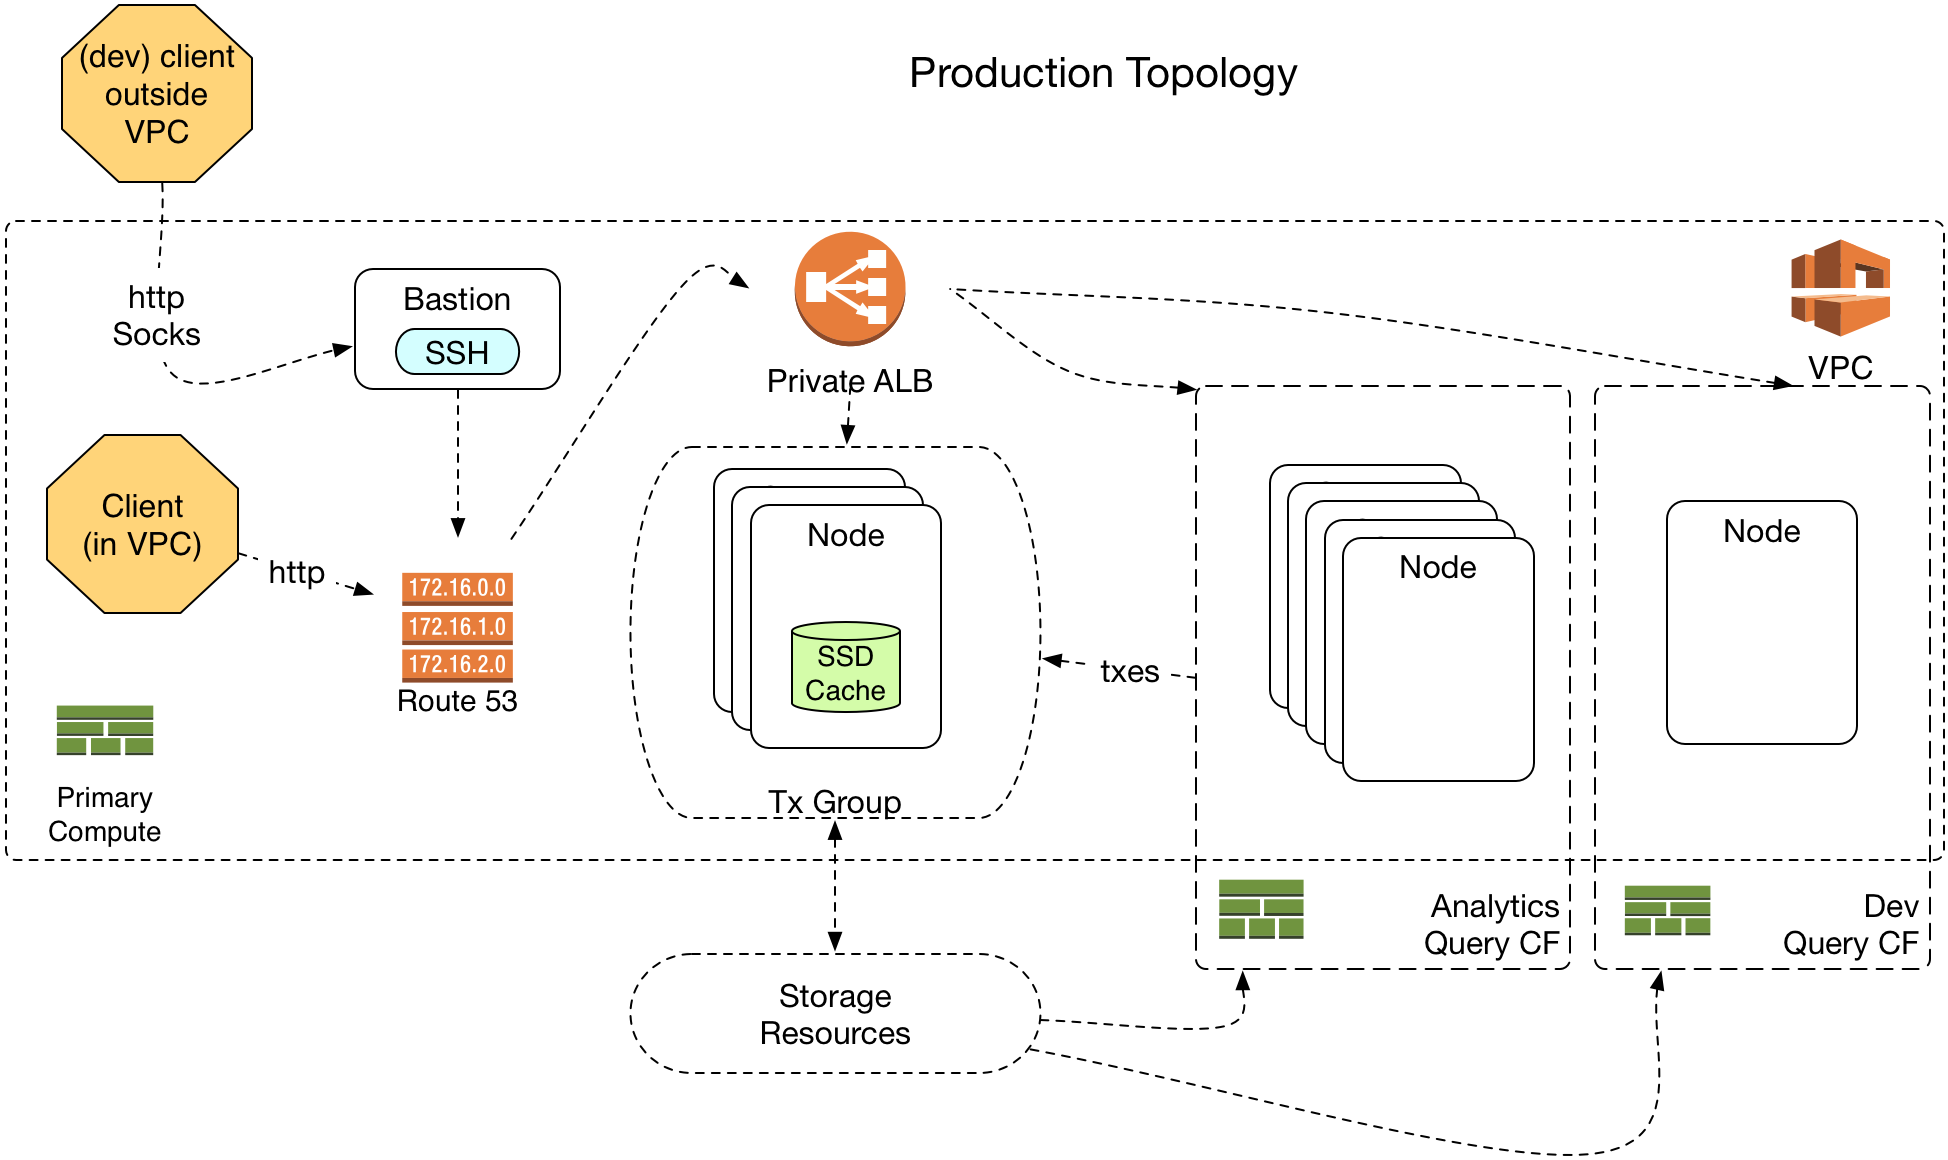 (dev) client
outside
VPC
Production Topology
http
Socks
Bastion
SSH
Private ALB
VPC
Client
(in VPC)
http
172.16.0.0
172.16.1.0
172.16.2.0
Route 53
Node
SSD
Cache
Tx Group
txes
Node
Node
Primary
Compute
Analytics
Query CF
Dev
Query CF
Storage
Resources